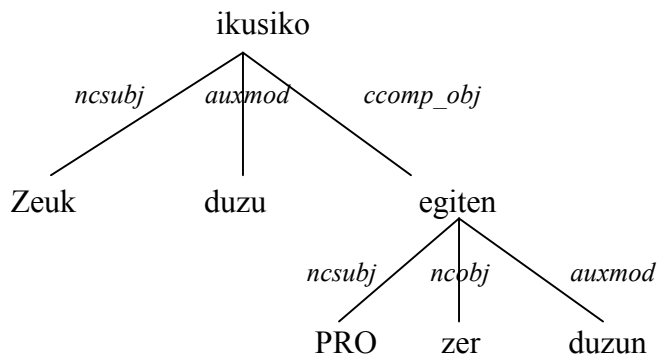 ikusiko
ncsubj auxmod ccomp_obj
Zeuk duzu egiten
ncsubj ncobj auxmod
PRO zer duzun